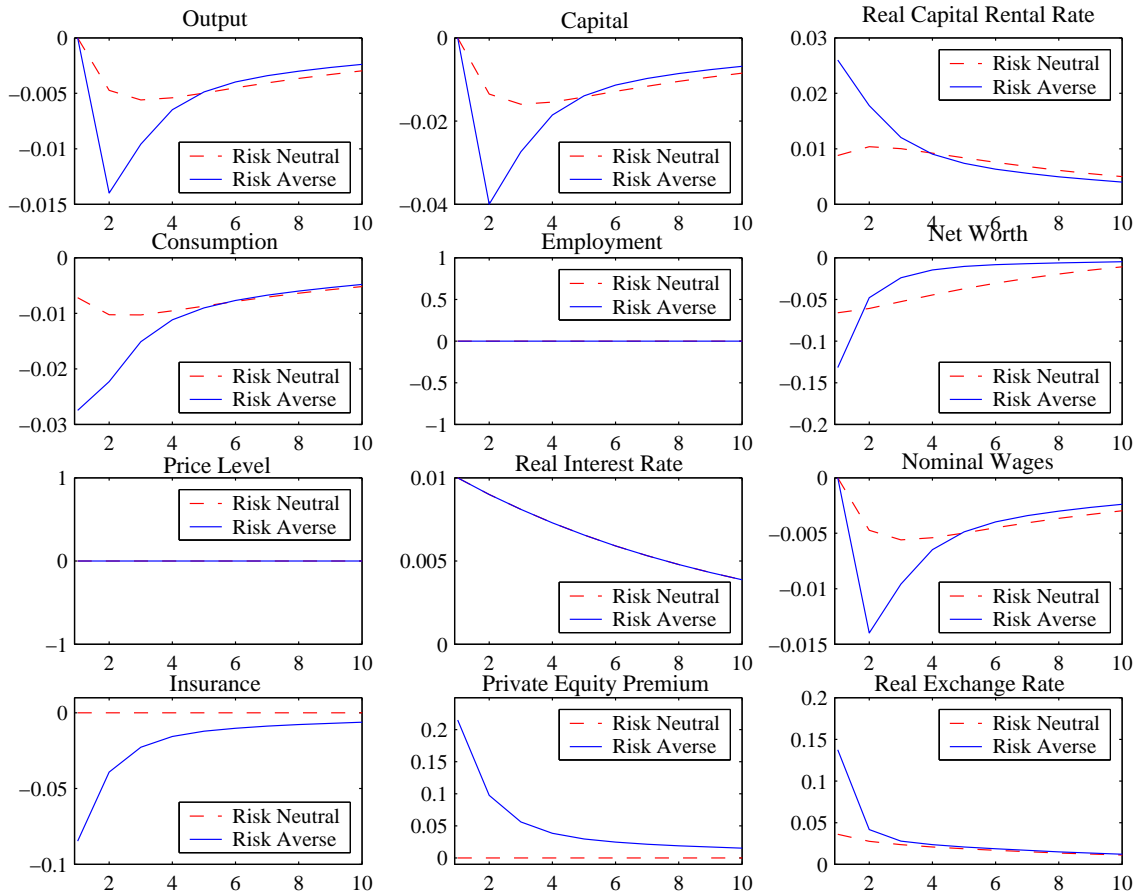 Output
0
−0.005
−0.01
−0.015
2 4 6 8 10
Risk Neutral
Risk Averse
Capital
0
−0.02
−0.04
2 4 6 8 10
Risk Neutral
Risk Averse
Real Capital Rental Rate
0.03
0.02
0.01
0
2 4 6 8 10
Risk Neutral
Risk Averse
Consumption
0
−0.01
−0.02
−0.03
2 4 6 8 10
Risk Neutral
Risk Averse
Employment
1
0.5
0
−0.5
−1
2 4 6 8 10
Risk Neutral
Risk Averse
Net Worth
0
−0.05
−0.1
−0.15
−0.2
2 4 6 8 10
Risk Neutral
Risk Averse
Price Level
1
0
−1
2 4 6 8 10
Risk Neutral
Risk Averse
Real Interest Rate
0.01
0.005
0
2 4 6 8 10
Risk Neutral
Risk Averse
Nominal Wages
0
−0.005
−0.01
−0.015
2 4 6 8 10
Risk Neutral
Risk Averse
Insurance
0
−0.05
−0.1
2 4 6 8 10
Risk Neutral
Risk Averse
Private Equity Premium
0.2
0.15
0.1
0.05
0
2 4 6 8 10
Risk Neutral
Risk Averse
Real Exchange Rate
0.2
0.15
0.1
0.05
0
2 4 6 8 10
Risk Neutral
Risk Averse